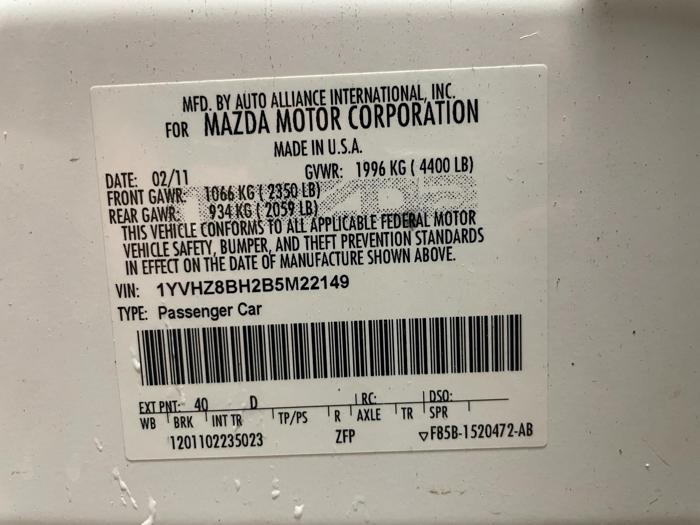 MFD. BY AUTO ALLIANCE INTERNATIONAL, INC.
FOR MAZDA MOTOR CORPORATION
MADE IN U.S.A.
DATE: 02/11 GVWR: 1996 KG ( 4400 LB)
FRONT GAWR: 1066 KG ( 2350 LB)
REAR GAWR: 934 KG ( 2059 LB)
THIS VEHICLE CONFORMS TO ALL APPLICABLE FEDERAL MOTOR
VEHICLE SAFETY, BUMPER, AND THEFT PREVENTION STANDARDS
IN EFFECT ON THE DATE OF MANUFACTURE SHOWN ABOVE.
VIN: 1YVHZ8BH2B5M22149
TYPE: Passenger Car
EXT PNT: 40 D RC: DSO:
WB BRK INT TR TP/PS R AXLE TR SPR
1201102235023 ZFP ▽FB5B-1520472-AB